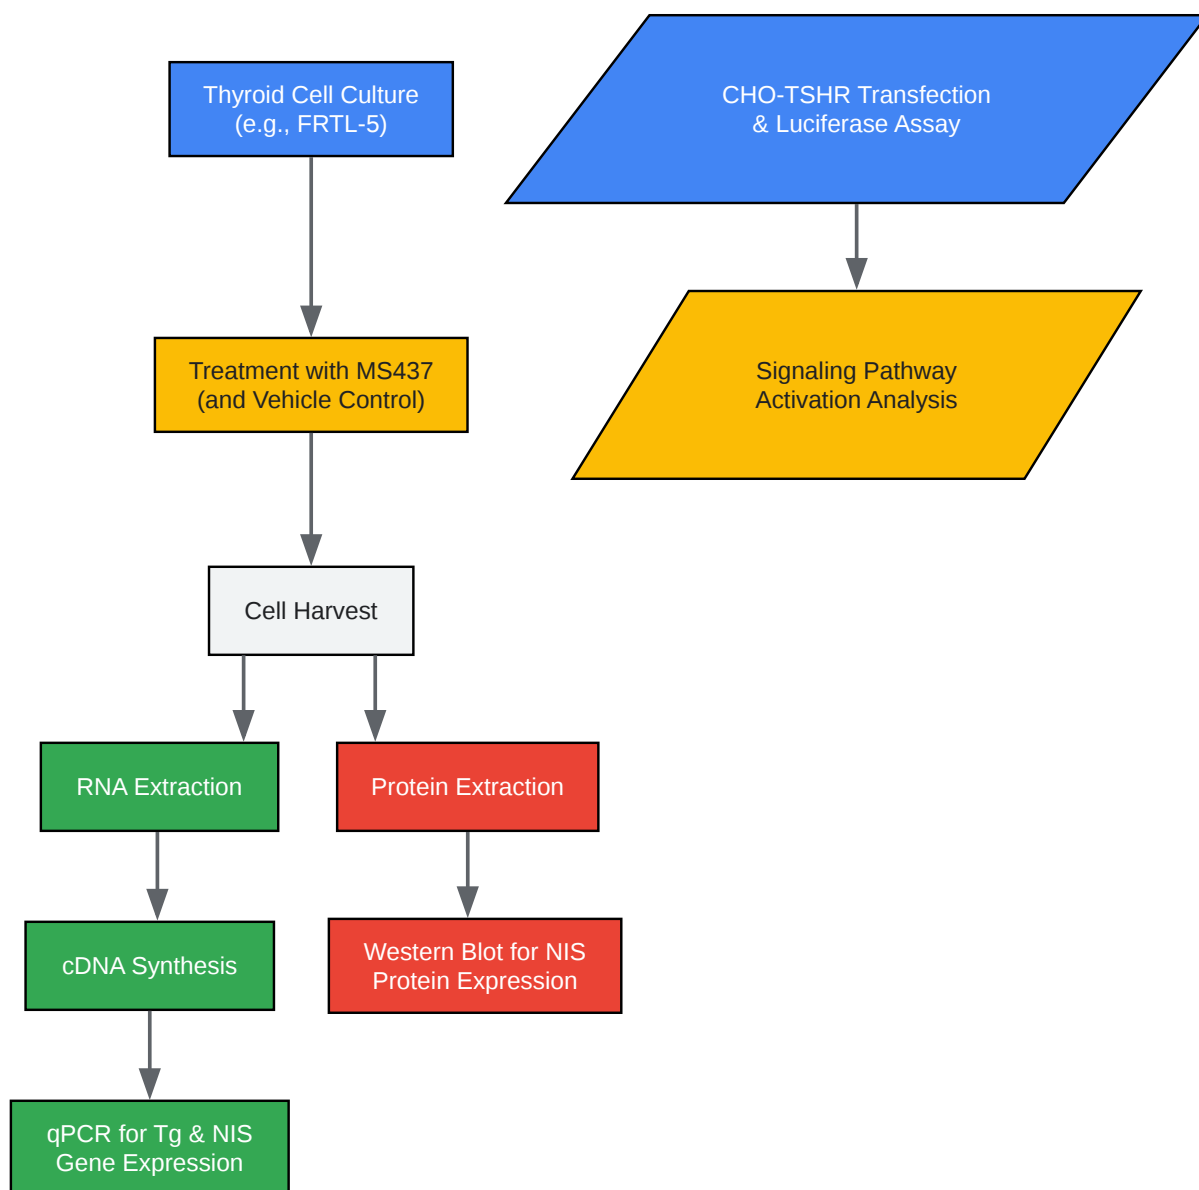 Thyroid Cell Culture
(e.g., FRTL-5)
CHO-TSHR Transfection
& Luciferase Assay
Treatment with MS437
(and Vehicle Control)
Signaling Pathway
Activation Analysis
Cell Harvest
RNA Extraction
Protein Extraction
cDNA Synthesis
Western Blot for NIS
Protein Expression
qPCR for Tg & NIS
Gene Expression